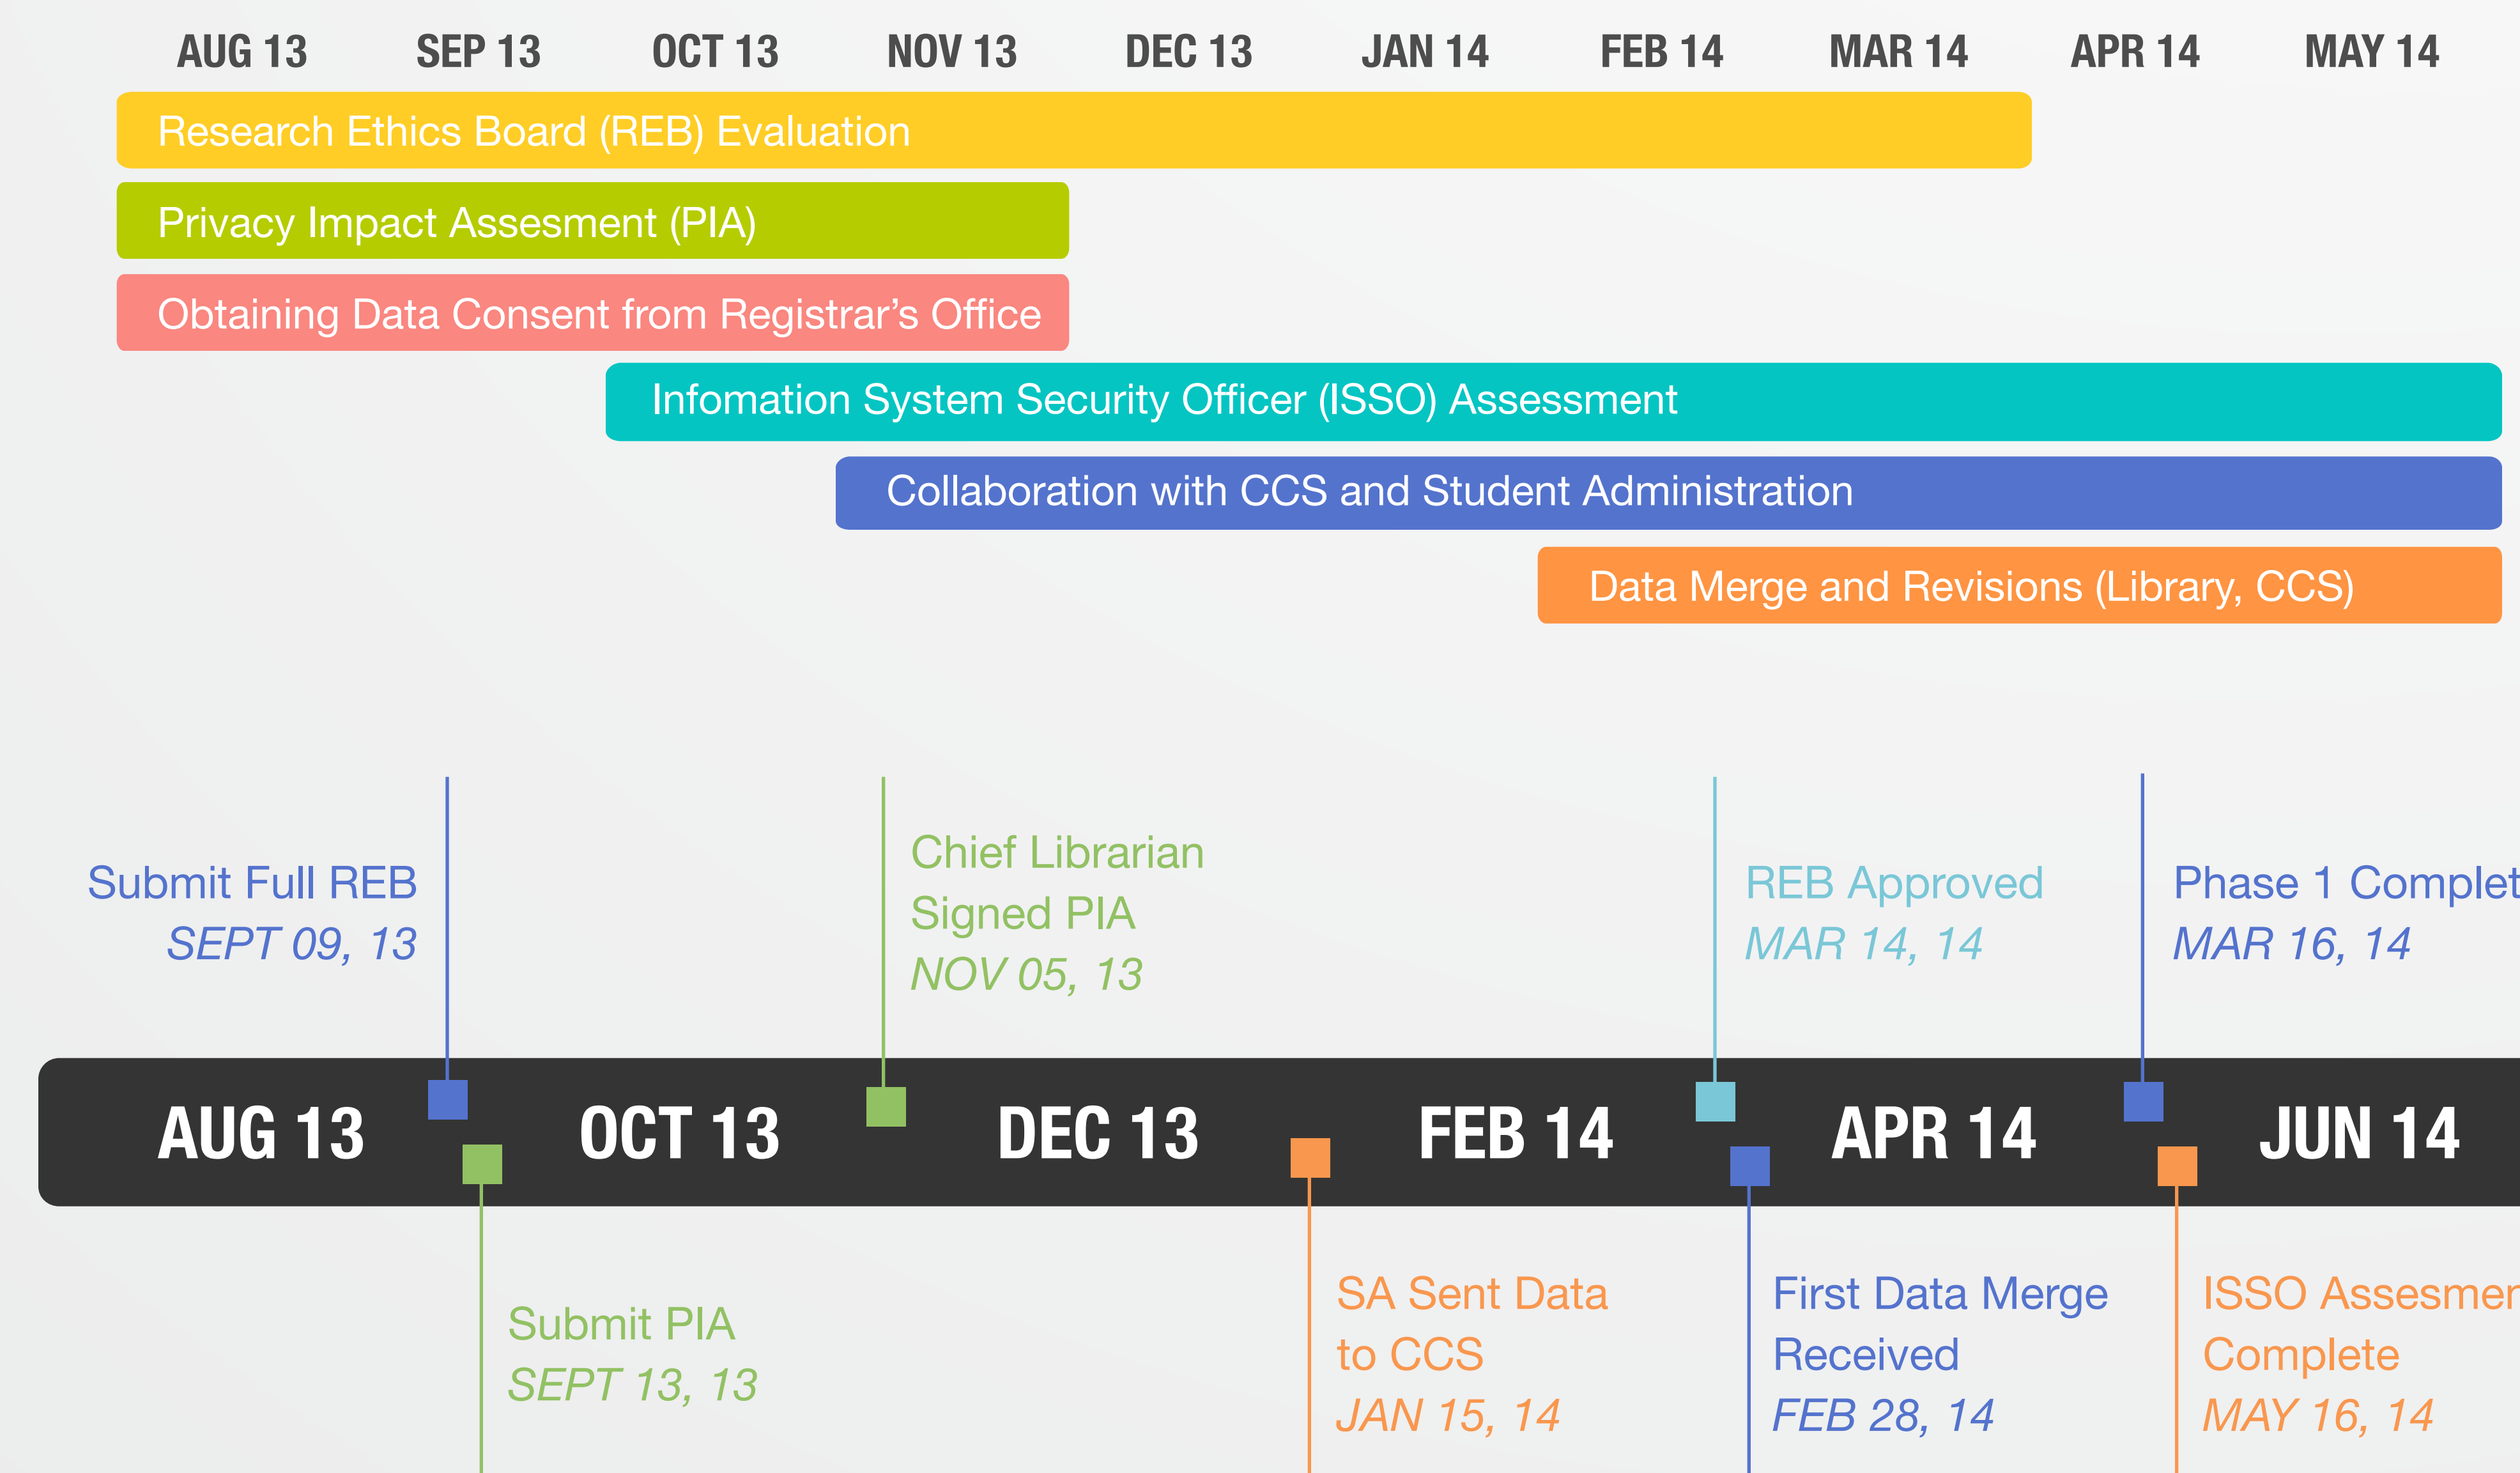 AUG 13 SEP 13 OCT 13 NOV 13 DEC 13 JAN 14 FEB 14 MAR 14 APR 14 MAY 14
Research Ethics Board (REB) Evaluation
Privacy Impact Assesment (PIA)
Obtaining Data Consent from Registrar’s Office
Infomation System Security Officer (ISSO) Assessment
Collaboration with CCS and Student Administration
Data Merge and Revisions (Library, CCS)
Submit Full REB
SEPT 09, 13
Chief Librarian
Signed PIA
NOV 05, 13
REB Approved
MAR 14, 14
Phase 1 Complet
MAR 16, 14
AUG 13 OCT 13 DEC 13 FEB 14 APR 14 JUN 14
Submit PIA
SEPT 13, 13
SA Sent Data
to CCS
JAN 15, 14
First Data Merge
Received
FEB 28, 14
ISSO Assesmen
Complete
MAY 16, 14